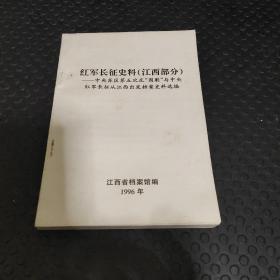 红军长征史料(江西部分)
——中央苏区第五次反“围剿”与中央
红军长征从江西出发档案史料选编
江西省档案馆编
1996年